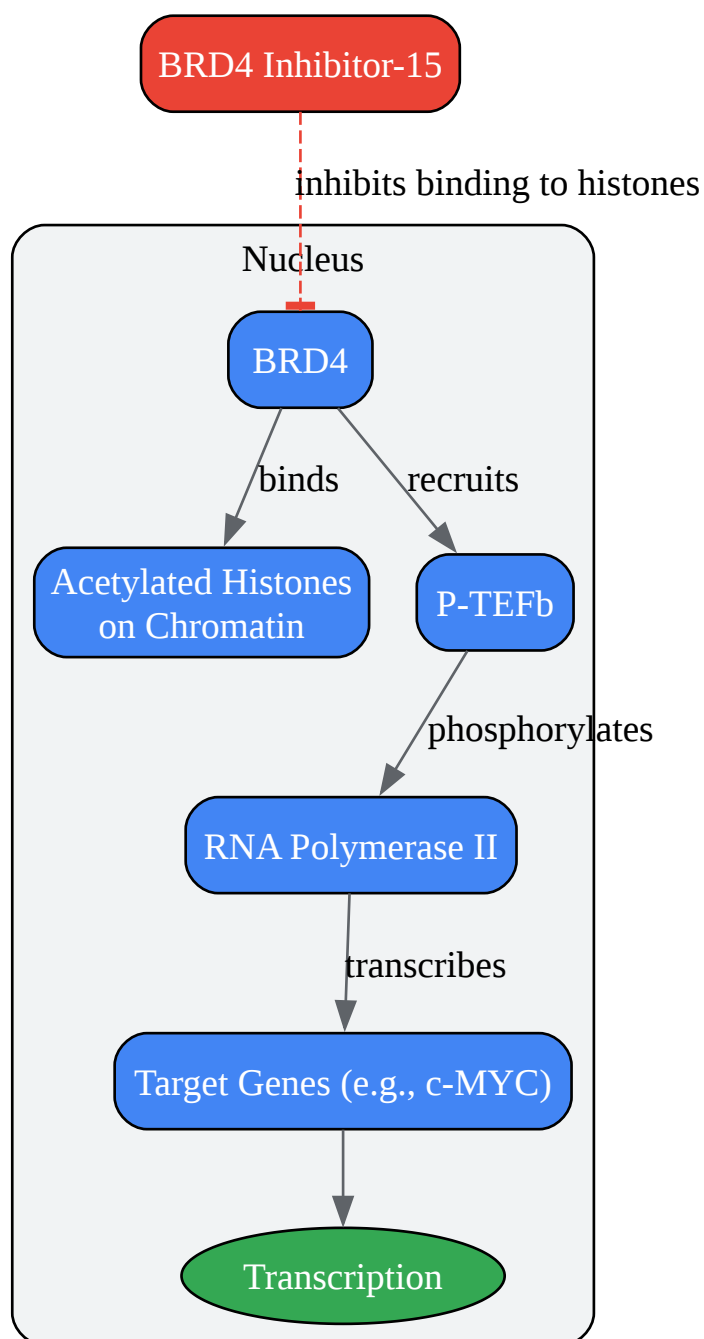 BRD4 Inhibitor-15
inhibits binding to histones
Nucleus
BRD4
binds
recruits
Acetylated Histones
on Chromatin
P-TEFb
phosphorylates
RNA Polymerase II
transcribes
Target Genes (e.g., c-MYC)
Transcription